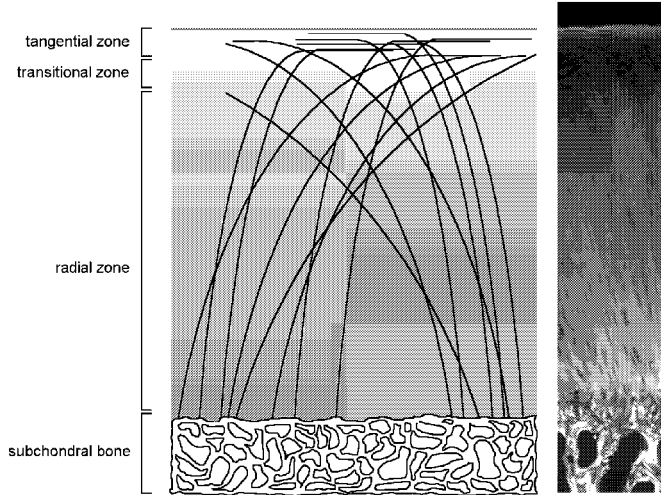 tangential zone
transitional zone
radial zone
subchondral bone